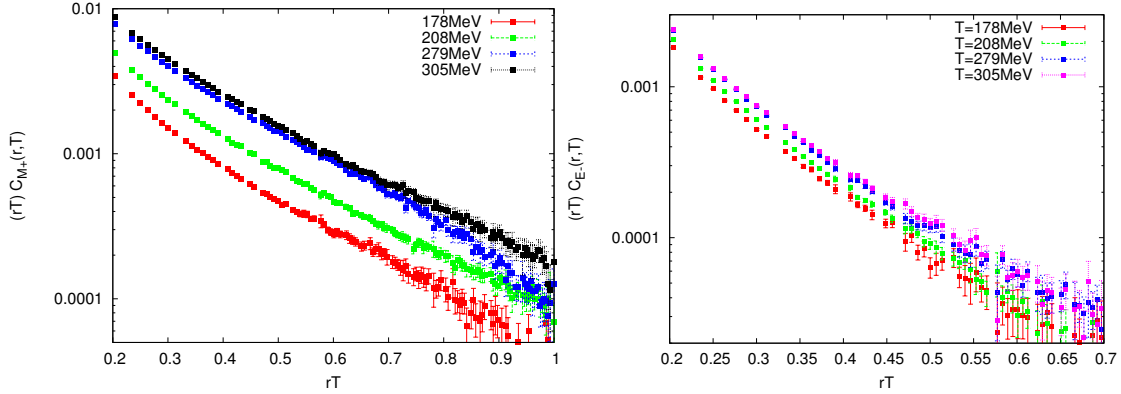 0.01
0.001
0.0001
(rT) C_{M+}(r,T)
178MeV
208MeV
279MeV
305MeV
0.2 0.3 0.4 0.5 0.6 0.7 0.8 0.9 1
rT
0.001
0.0001
(rT) C_{E-}(r,T)
T=178MeV
T=208MeV
T=279MeV
T=305MeV
0.2 0.25 0.3 0.35 0.4 0.45 0.5 0.55 0.6 0.65 0.7
rT